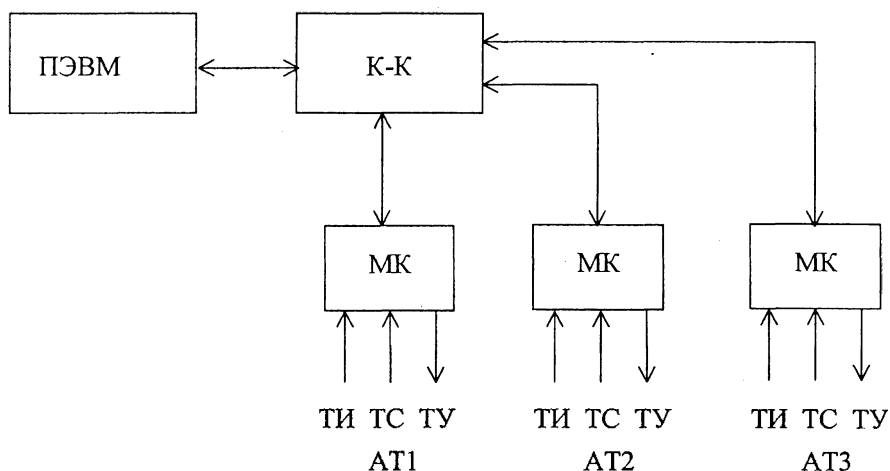 ПЭВМ
К-К
МК
МК
МК
ТИ ТС ТУ
ТИ ТС ТУ
ТИ ТС ТУ
АТ1
АТ2
АТ3